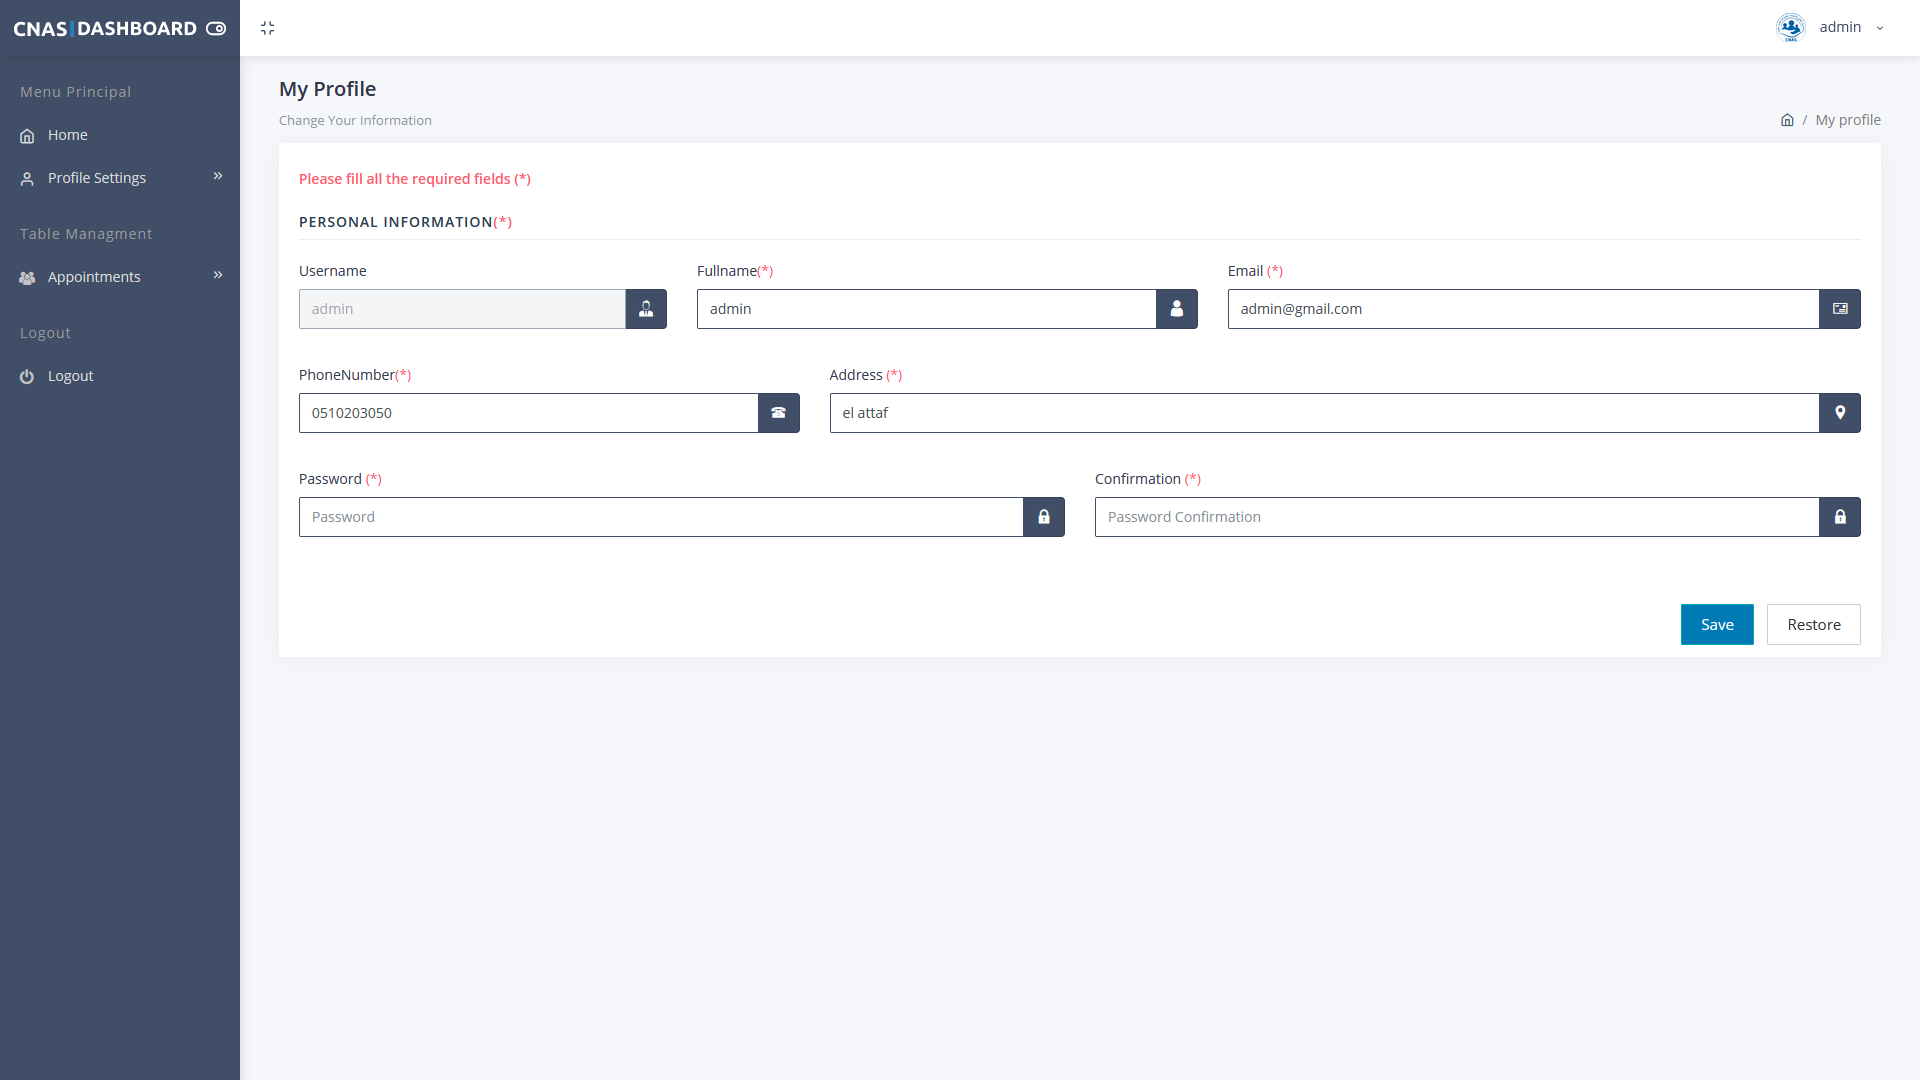 CNAS|DASHBOARD
admin
Menu Principal
Home
Profile Settings
Table Managment
Appointments
Logout
Logout
My Profile
Change Your Information
/ My profile
Please fill all the required fields (*)
PERSONAL INFORMATION(*)
Username Fullname(*) Email (*)
admin admin admin@gmail.com
PhoneNumber(*) Address (*)
0510203050 el attaf
Password (*) Confirmation (*)
Password Password Confirmation
Save Restore